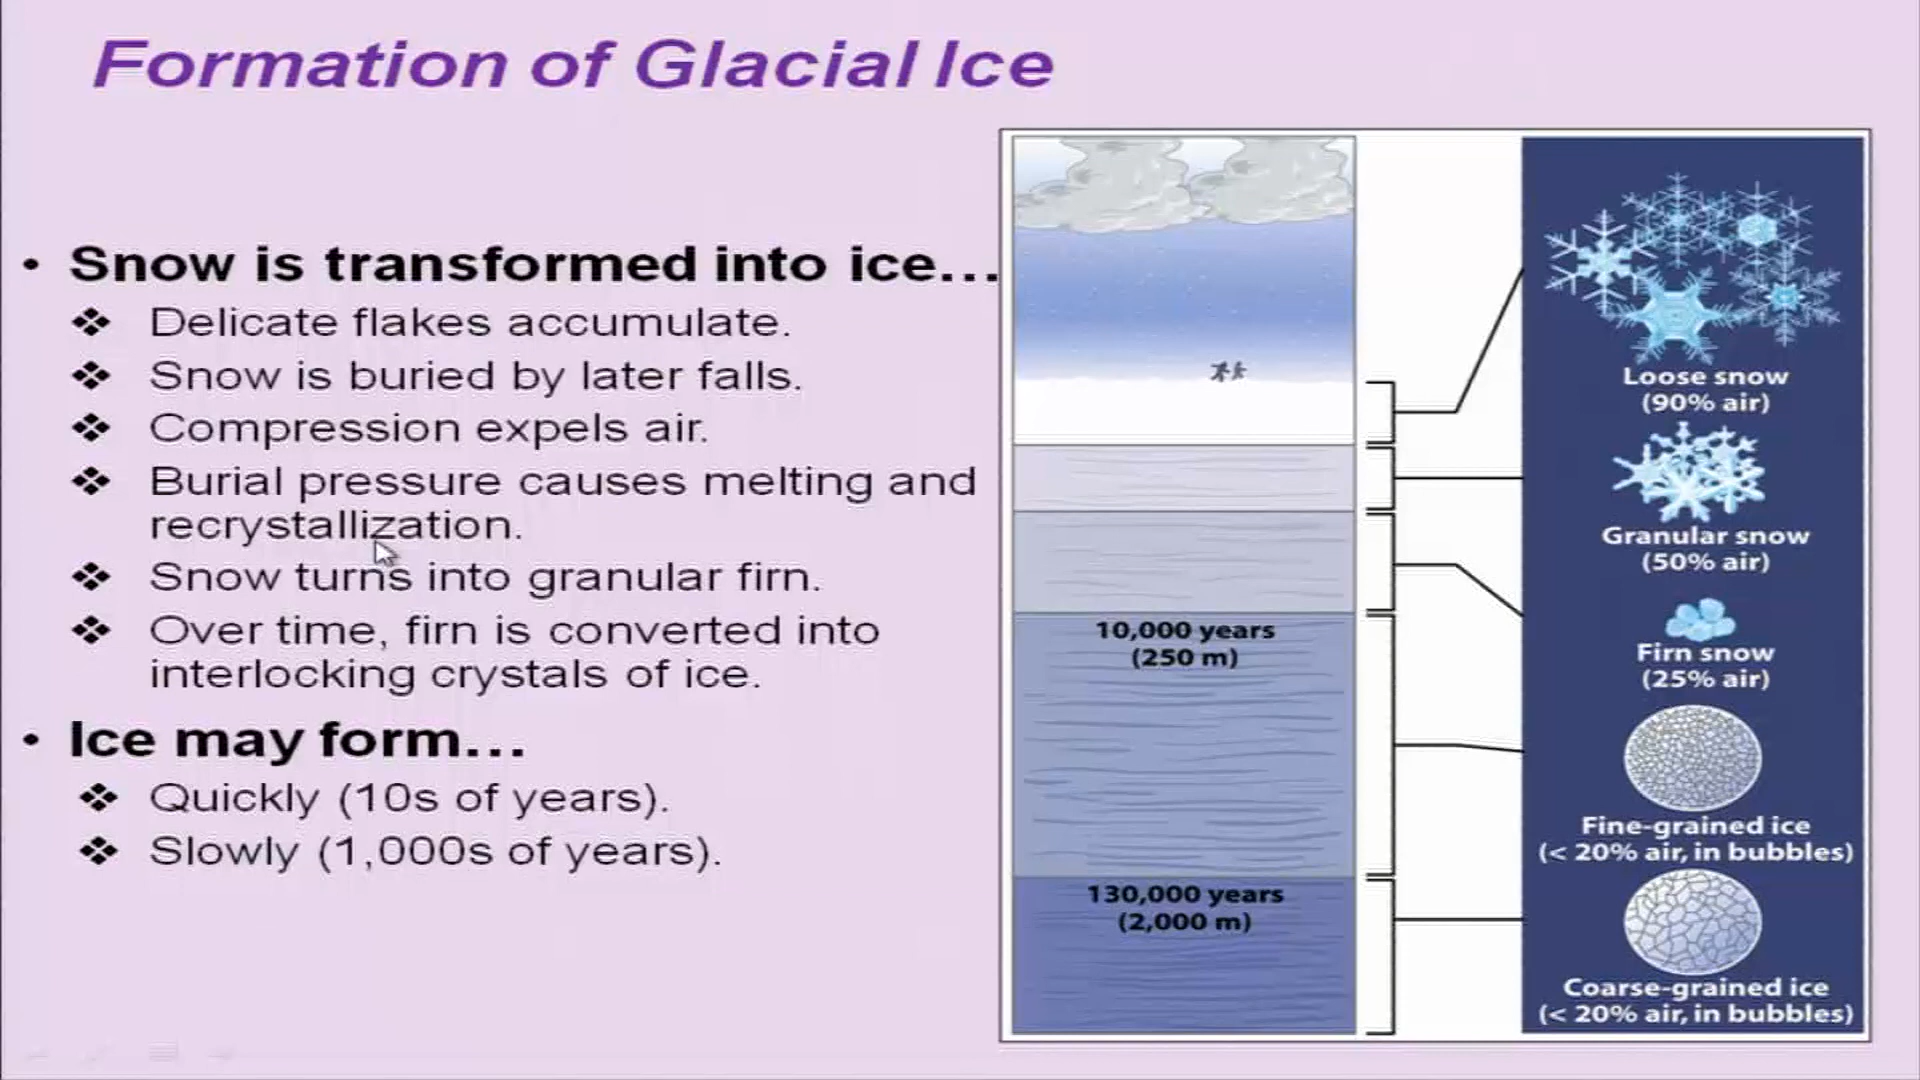 Formation of Glacial Ice
• Snow is transformed into ice...
❖ Delicate flakes accumulate.
❖ Snow is buried by later falls.
❖ Compression expels air.
❖ Burial pressure causes melting and
recrystallization.
❖ Snow turns into granular firn.
❖ Over time, firn is converted into
interlocking crystals of ice.
• Ice may form...
❖ Quickly (10s of years).
❖ Slowly (1,000s of years).
10,000 years
(250 m)
130,000 years
(2,000 m)
Loose snow
(90% air)
Granular snow
(50% air)
Firn snow
(25% air)
Fine-grained ice
(< 20% air, in bubbles)
Coarse-grained ice
(< 20% air, in bubbles)